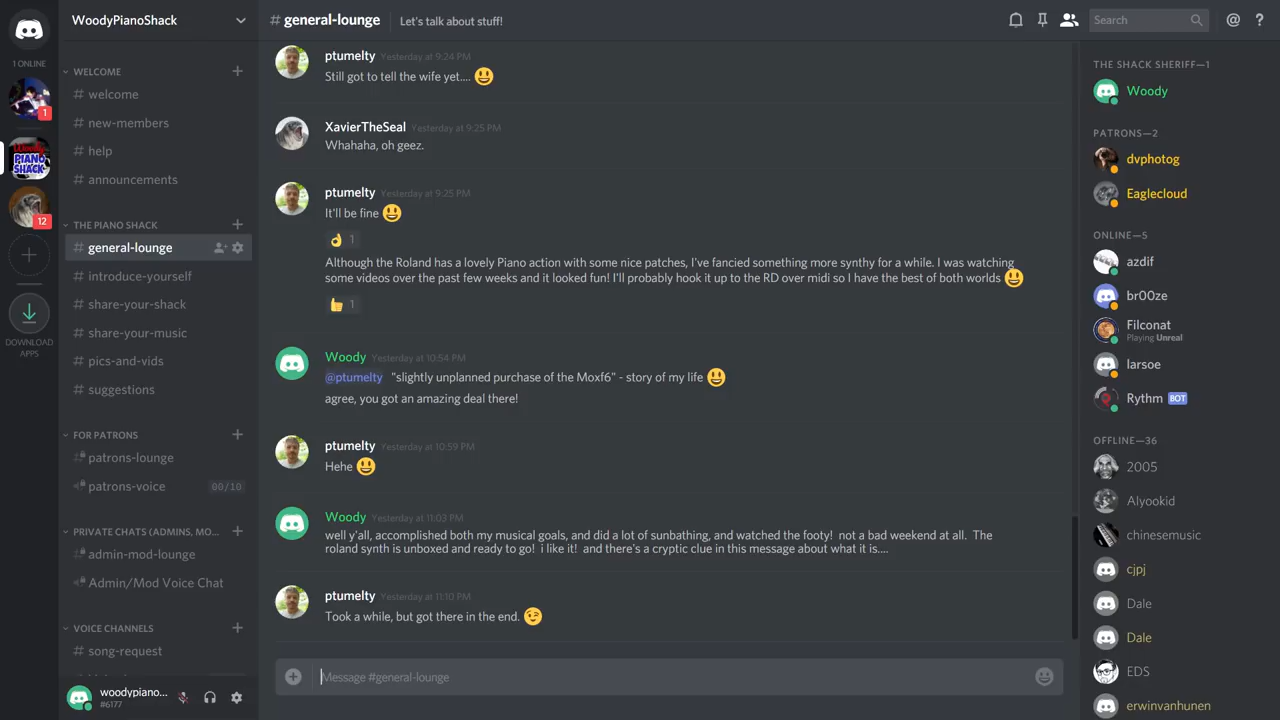 WoodyPianoShack
1 ONLINE
1
Woody
PIANO
SHACK
12
DOWNLOAD
APPS
WELCOME
# welcome
# new-members
# help
# announcements
THE PIANO SHACK
# general-lounge
# introduce-yourself
# share-your-shack
# share-your-music
# pics-and-vids
# suggestions
FOR PATRONS
# patrons-lounge
patrons-voice 00/10
PRIVATE CHATS (ADMINS, MO...
# admin-mod-lounge
Admin/Mod Voice Chat
VOICE CHANNELS
# song-request
woodypiano...
#6177
# general-lounge Let's talk about stuff!
Search
ptumelty Yesterday at 9:24 PM
Still got to tell the wife yet.... 😃
XavierTheSeal Yesterday at 9:25 PM
Whahaha, oh geez.
ptumelty Yesterday at 9:25 PM
It'll be fine 😃
👌 1
Although the Roland has a lovely Piano action with some nice patches, I've fancied something more synthy for a while. I was watching
some videos over the past few weeks and it looked fun! I'll probably hook it up to the RD over midi so I have the best of both worlds 😃
👍 1
Woody Yesterday at 10:54 PM
@ptumelty "slightly unplanned purchase of the Moxf6" - story of my life 😃
agree, you got an amazing deal there!
ptumelty Yesterday at 10:59 PM
Hehe 😃
Woody Yesterday at 11:03 PM
well y'all, accomplished both my musical goals, and did a lot of sunbathing, and watched the footy! not a bad weekend at all. The
roland synth is unboxed and ready to go! i like it! and there's a cryptic clue in this message about what it is....
ptumelty Yesterday at 11:10 PM
Took a while, but got there in the end. 😉
Message #general-lounge
THE SHACK SHERIFF—1
Woody
PATRONS—2
dvphotog
Eaglecloud
ONLINE—5
azdif
br00ze
Filconat
Playing Unreal
larsoe
Rythm BOT
OFFLINE—36
2005
Alyookid
chinesemusic
cjpj
Dale
Dale
EDS
erwinvanhunen